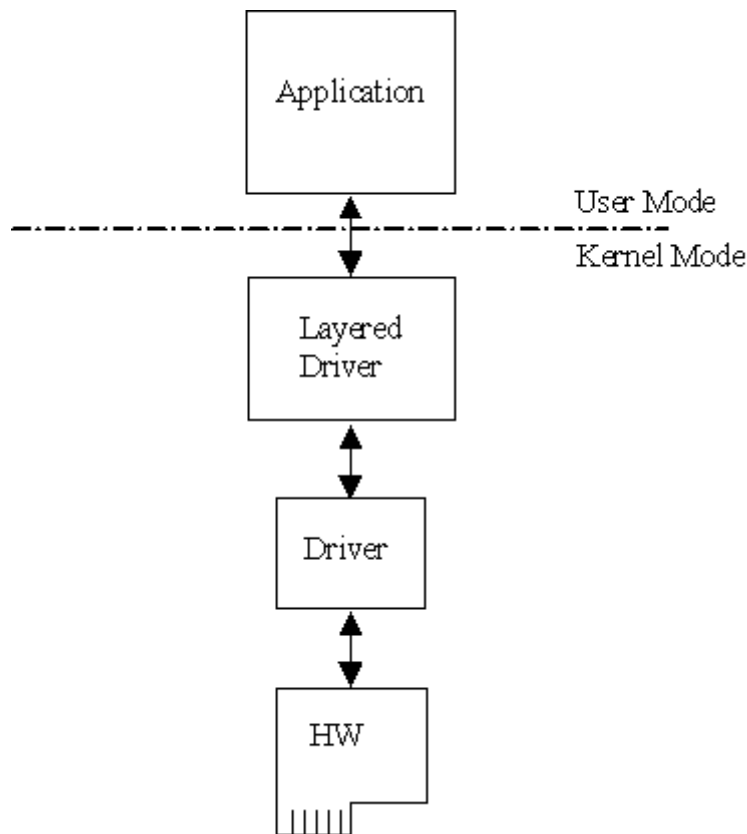 Application
User Mode
Kernel Mode
Layered
Driver
Driver
HW